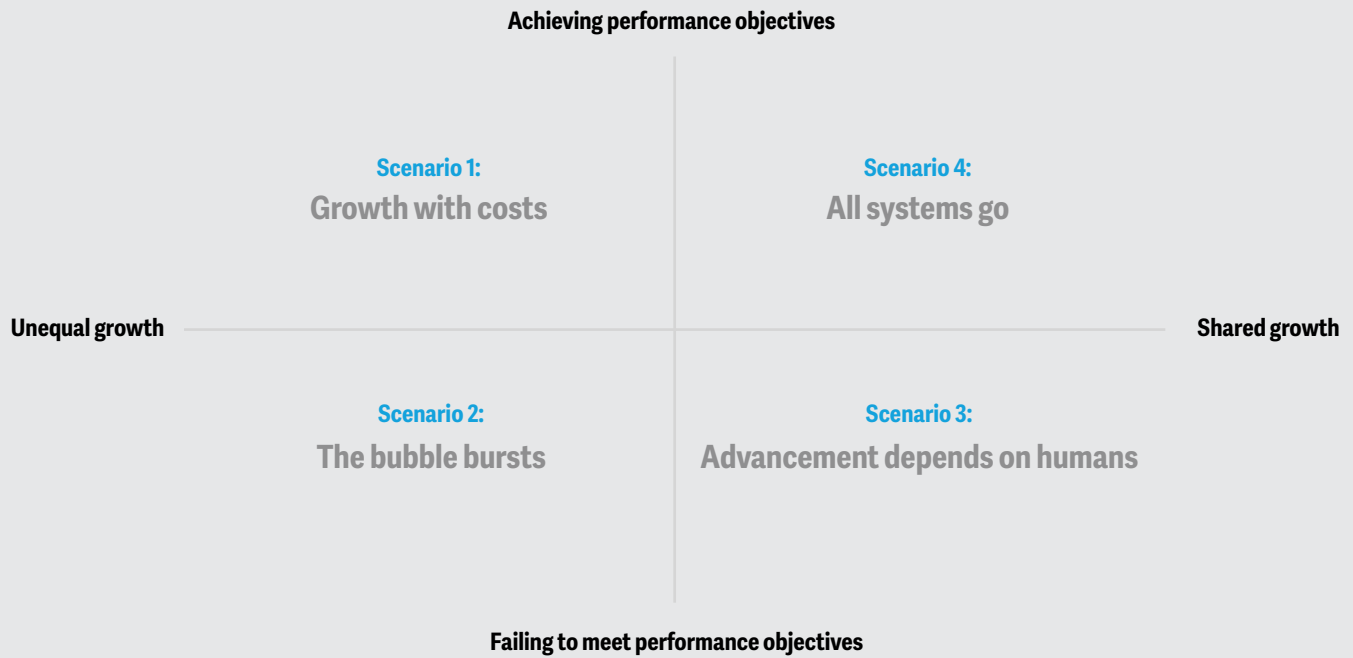 Achieving performance objectives
Scenario 1:
Growth with costs
Scenario 4:
All systems go
Unequal growth
Shared growth
Scenario 2:
The bubble bursts
Scenario 3:
Advancement depends on humans
Failing to meet performance objectives